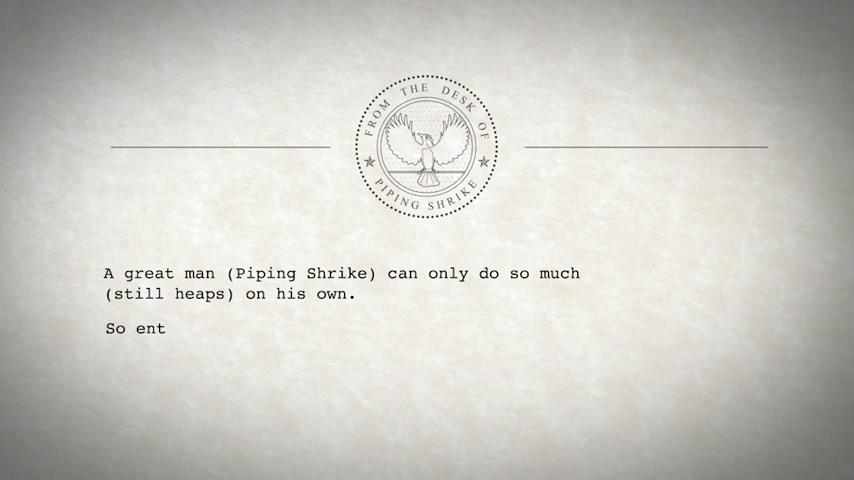 FROM THE DESK OF
PIPING SHRIKE
A great man (Piping Shrike) can only do so much
(still heaps) on his own.
So ent